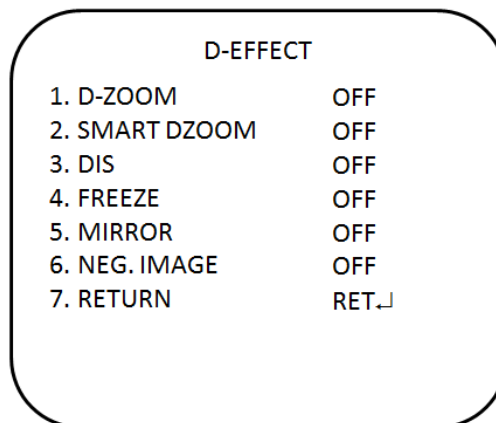 D-EFFECT
1. D-ZOOM OFF
2. SMART DZOOM OFF
3. DIS OFF
4. FREEZE OFF
5. MIRROR OFF
6. NEG. IMAGE OFF
7. RETURN RET↲